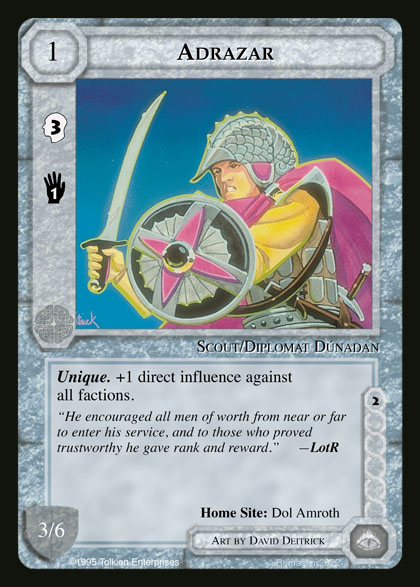 1
ADRAZAR
3
1
SCOUT/DIPLOMAT DÚNADAN
Unique. +1 direct influence against
all factions.
“He encouraged all men of worth from near or far
to enter his service, and to those who proved
trustworthy he gave rank and reward.” —LotR
2
Home Site: Dol Amroth
3/6
ART BY DAVID DEITRICK
©1995 Tolkien Enterprises